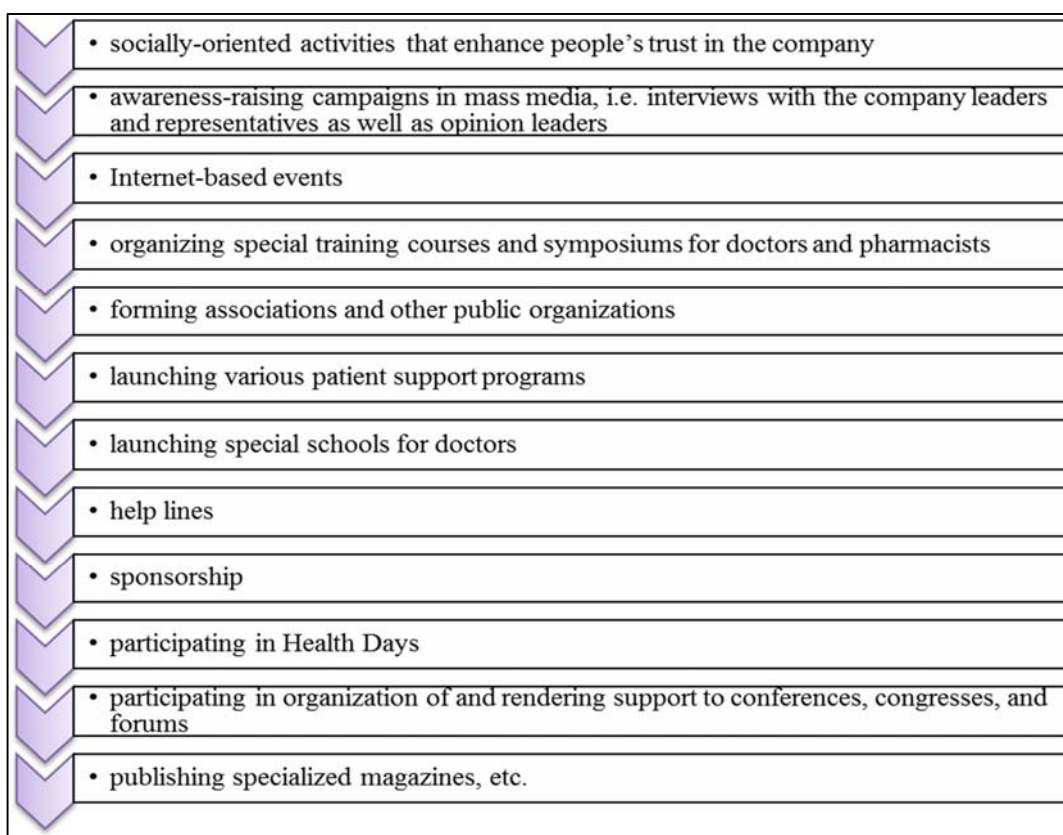 • socially-oriented activities that enhance people’s trust in the company
• awareness-raising campaigns in mass media, i.e. interviews with the company leaders
and representatives as well as opinion leaders
• Internet-based events
• organizing special training courses and symposiums for doctors and pharmacists
• forming associations and other public organizations
• launching various patient support programs
• launching special schools for doctors
• help lines
• sponsorship
• participating in Health Days
• participating in organization of and rendering support to conferences, congresses, and
forums
• publishing specialized magazines, etc.